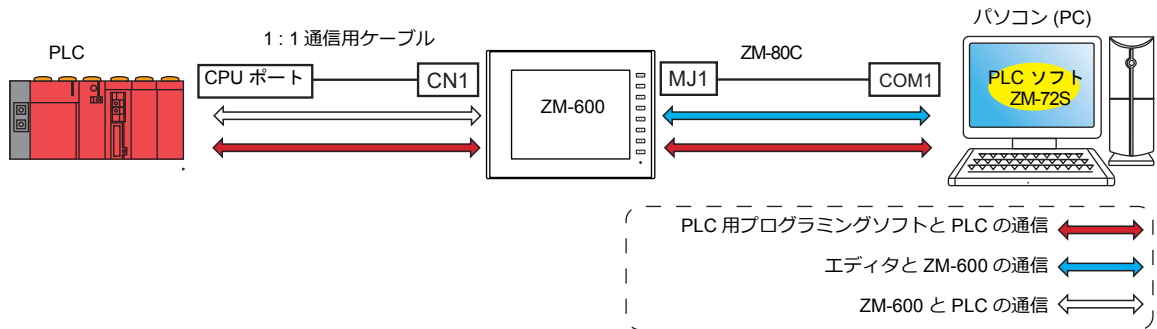 パソコン (PC)
1 : 1 通信用ケーブル
PLC
ZM-80C
CPU ポート
CN1
ZM-600
MJ1
COM1
PLC ソフト
ZM-72S
PLC 用プログラミングソフトと PLC の通信
エディタと ZM-600 の通信
ZM-600 と PLC の通信